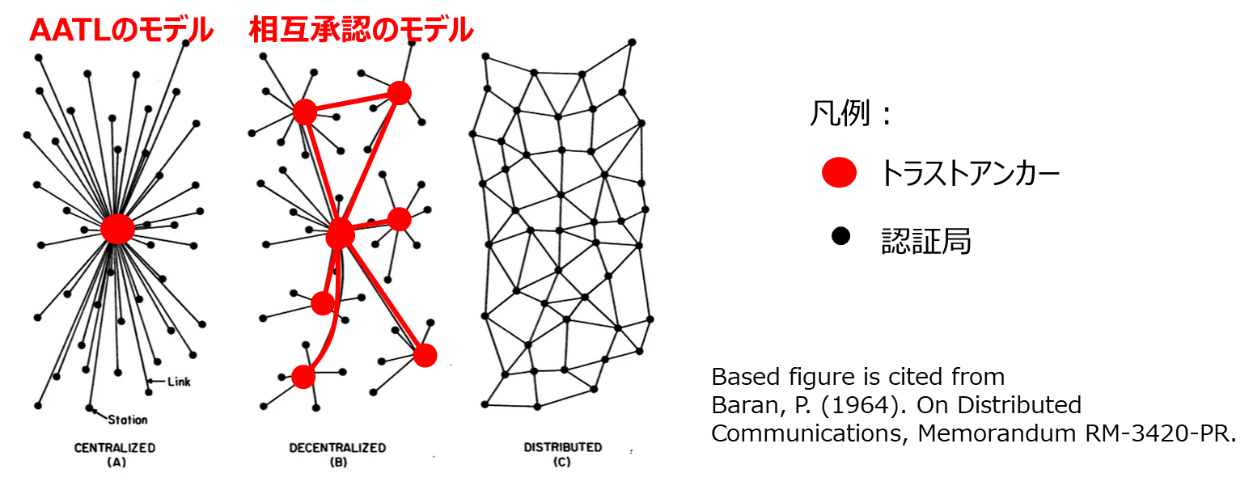 AATLのモデル
相互承認のモデル
凡例：
トラストアンカー
認証局
Link
Station
CENTRALIZED
(A)
DECENTRALIZED
(B)
DISTRIBUTED
(C)
Based figure is cited from
Baran, P. (1964). On Distributed
Communications, Memorandum RM-3420-PR.